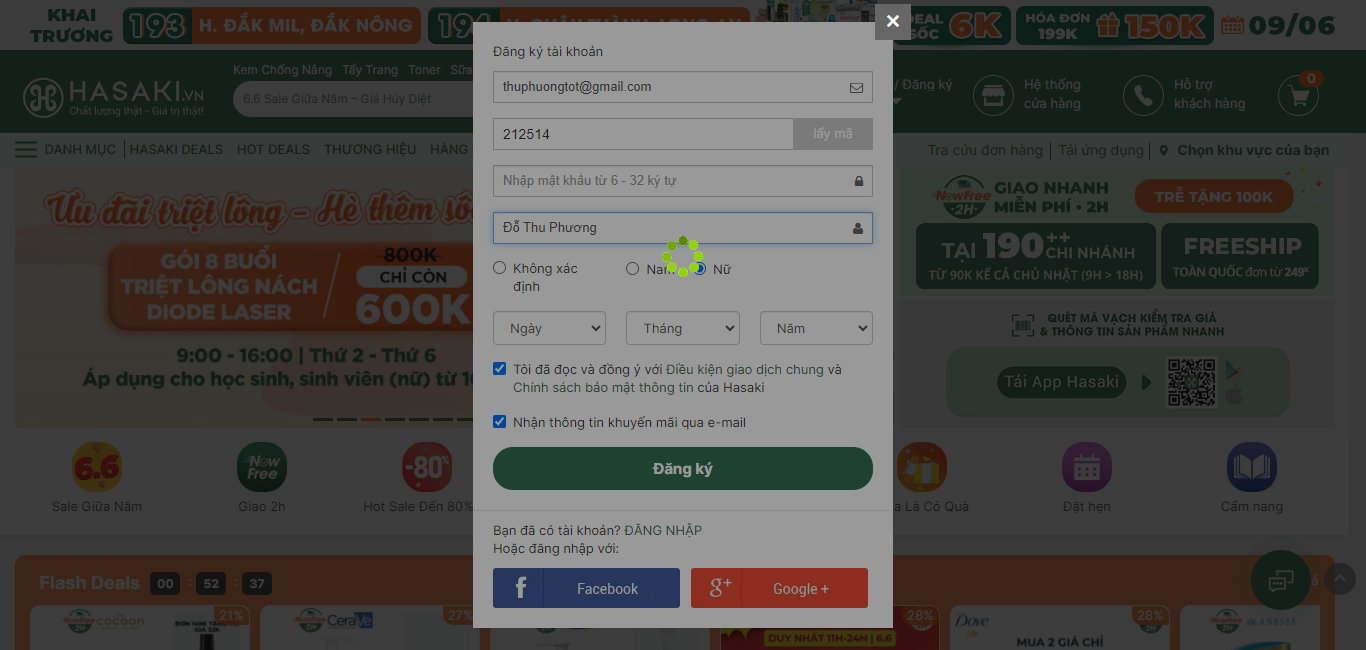 KHAI TRƯƠNG
193 H. ĐẮK MIL, ĐẮK NÔNG
194
DEAL SỐC 6K
HÓA ĐƠN 199K 150K
09/06
×
Đăng ký tài khoản
thuphuongtot@gmail.com
212514
lấy mã
Nhập mật khẩu từ 6 - 32 ký tự
Đỗ Thu Phương
Không xác định
Nam
Nữ
Ngày
Tháng
Năm
Tôi đã đọc và đồng ý với Điều kiện giao dịch chung và
Chính sách bảo mật thông tin của Hasaki
Nhận thông tin khuyến mãi qua e-mail
Đăng ký
Bạn đã có tài khoản? ĐĂNG NHẬP
Hoặc đăng nhập với:
Facebook
Google +
HASAKI.VN
Chất lượng thật - Giá trị thật!
Kem Chống Nắng Tẩy Trang Toner Sữa
6.6 Sale Giữa Năm – Giá Hủy Diệt
/ Đăng ký
Hệ thống
cửa hàng
Hỗ trợ
khách hàng
0
DANH MỤC
HASAKI DEALS
HOT DEALS
THƯƠNG HIỆU
HÀNG
Tra cứu đơn hàng
Tải ứng dụng
Chọn khu vực của bạn
Ưu đãi triệt lông - Hè thêm
GÓI 8 BUỔI
TRIỆT LÔNG NÁCH
DIODE LASER
800K
CHỈ CÒN
600K
9:00 - 16:00 | Thứ 2 - Thứ 6
Áp dụng cho học sinh, sinh viên (nữ) từ
NowFree 2H
GIAO NHANH
MIỄN PHÍ • 2H
TRỄ TẶNG 100K
TẠI 190++ CHI NHÁNH
TỪ 90K KỂ CẢ CHỦ NHẬT (9H > 18H)
FREESHIP
TOÀN QUỐC đơn từ 249K
QUÉT MÃ VẠCH KIỂM TRA GIÁ
& THÔNG TIN SẢN PHẨM NHANH
Tải App Hasaki
6.6
Sale Giữa Năm
Now Free
Giao 2h
-80%
Hot Sale Đến 80%
Là Có Quà
Đặt hẹn
Cẩm nang
Flash Deals
00 : 52 : 37
21%
cocoon
27%
CeraVe
28%
DUY NHẤT 11H-24H | 6.6
28%
Dove
MUA 2 GIÁ CHỈ